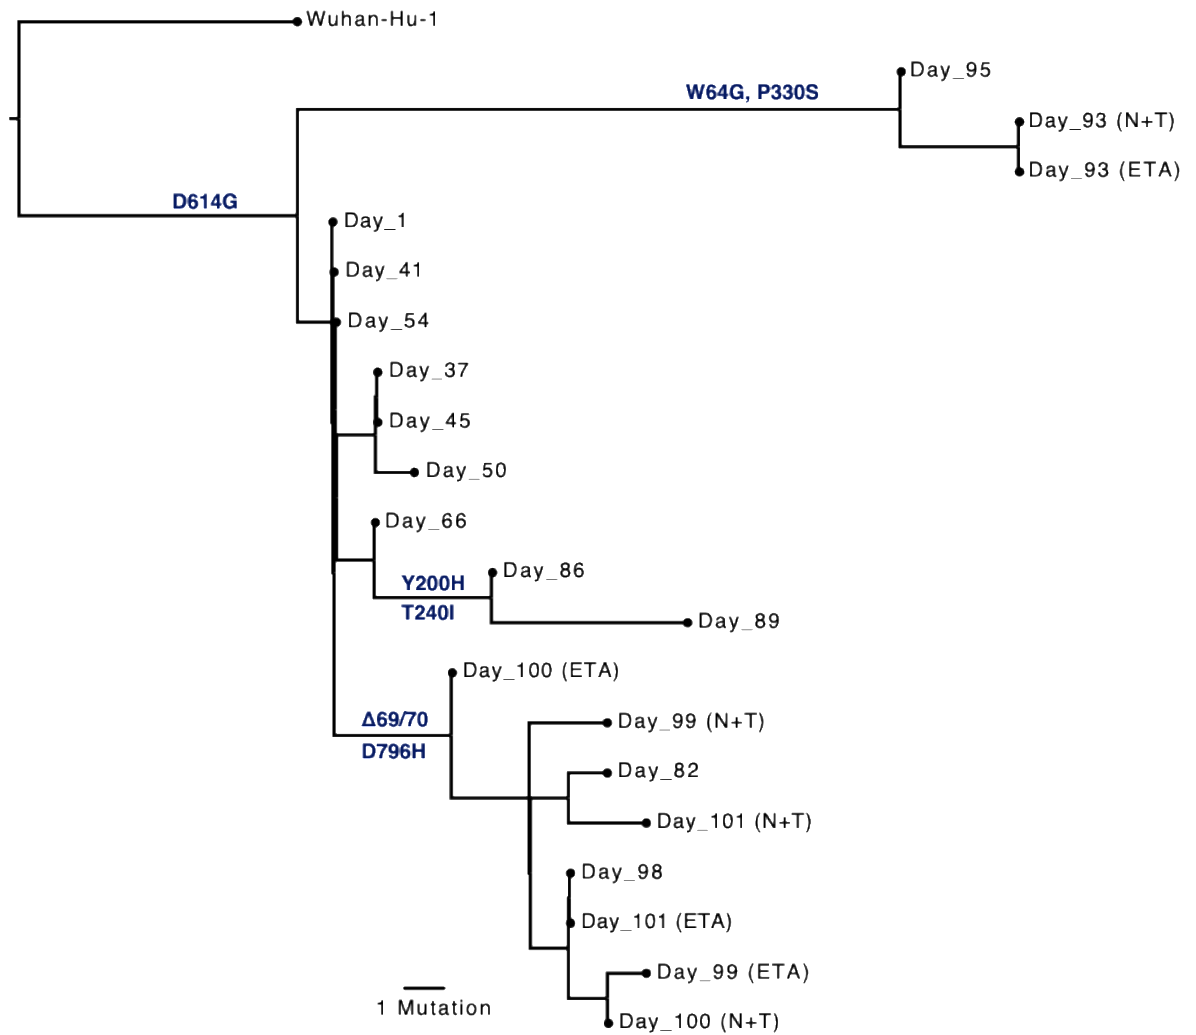 Wuhan-Hu-1
Day_95
W64G, P330S
Day_93 (N+T)
Day_93 (ETA)
D614G
Day_1
Day_41
Day_54
Day_37
Day_45
Day_50
Day_66
Day_86
Y200H
T240I
Day_89
Day_100 (ETA)
Δ69/70
Day_99 (N+T)
D796H
Day_82
Day_101 (N+T)
Day_98
Day_101 (ETA)
Day_99 (ETA)
1 Mutation
Day_100 (N+T)